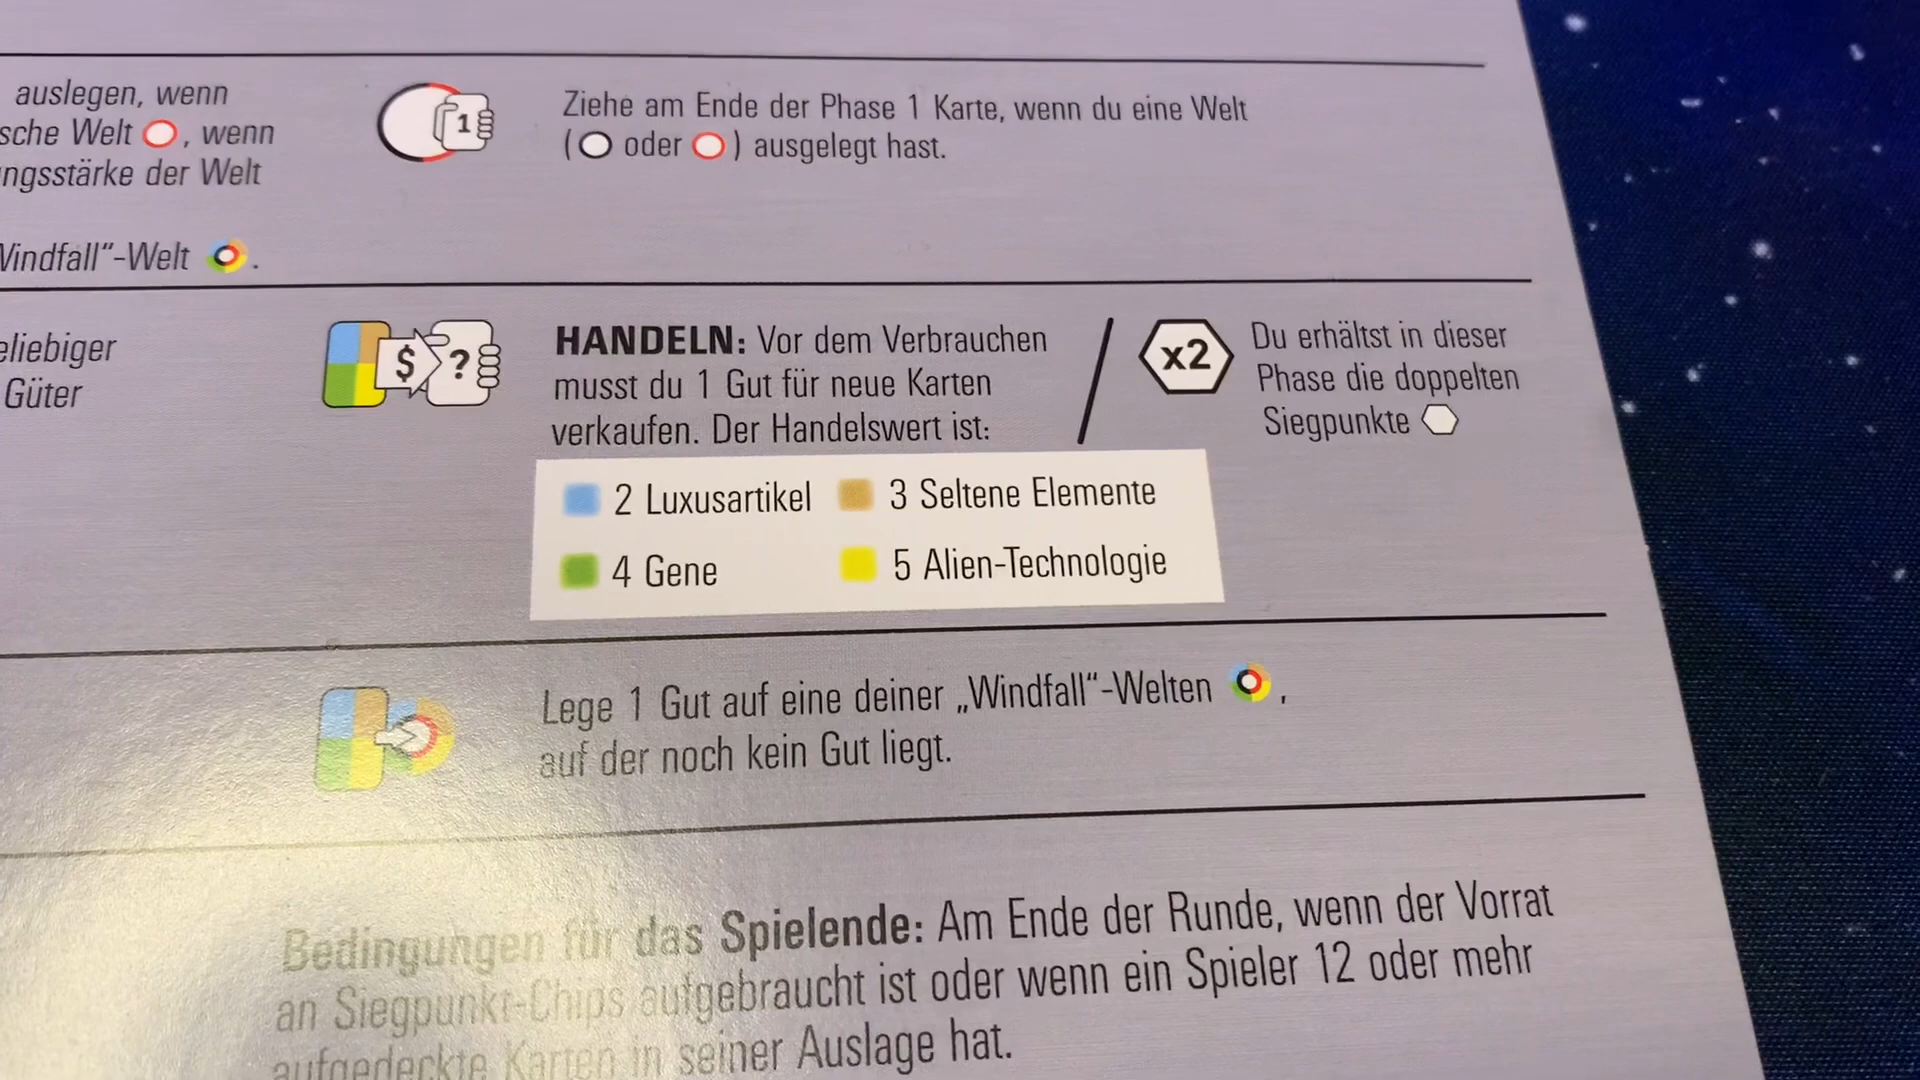 auslegen, wenn
sche Welt , wenn
ngsstärke der Welt
Windfall“-Welt .
1
Ziehe am Ende der Phase 1 Karte, wenn du eine Welt
( oder ) ausgelegt hast.
eliebiger
Güter
$ ?
HANDELN: Vor dem Verbrauchen
musst du 1 Gut für neue Karten
verkaufen. Der Handelswert ist:
/
x2
Du erhältst in dieser
Phase die doppelten
Siegpunkte
2 Luxusartikel 3 Seltene Elemente
4 Gene 5 Alien-Technologie
Lege 1 Gut auf eine deiner „Windfall“-Welten ,
auf der noch kein Gut liegt.
Bedingungen für das Spielende: Am Ende der Runde, wenn der Vorrat
an Siegpunkt-Chips aufgebraucht ist oder wenn ein Spieler 12 oder mehr
aufgedeckte Karten in seiner Auslage hat.